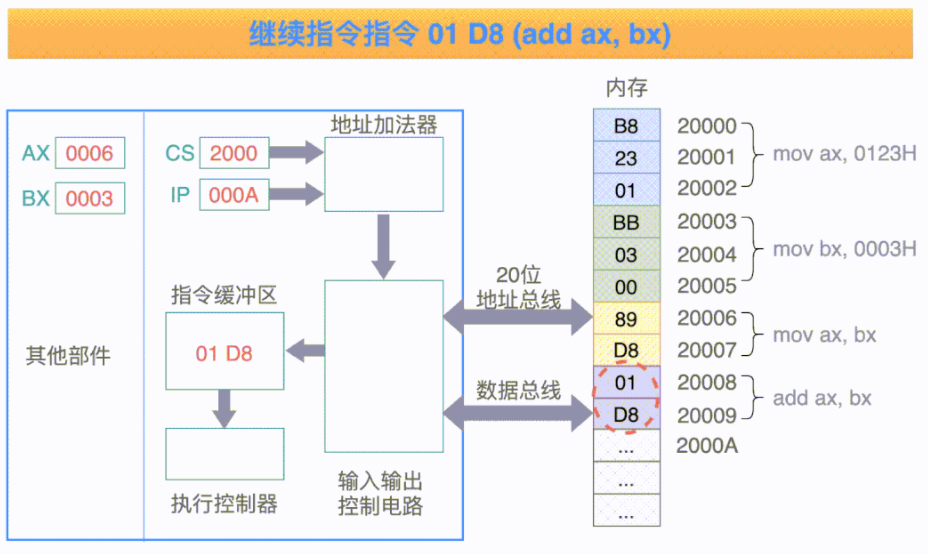 继续指令指令 01 D8 (add ax, bx)
内存
地址加法器
AX 0006
BX 0003
CS 2000
IP 000A
指令缓冲区
01 D8
其他部件
执行控制器
输入输出
控制电路
20位
地址总线
数据总线
B8 20000
23 20001
01 20002
mov ax, 0123H
BB 20003
03 20004
00 20005
mov bx, 0003H
89 20006
D8 20007
mov ax, bx
01 20008
D8 20009
add ax, bx
... 2000A
...
...